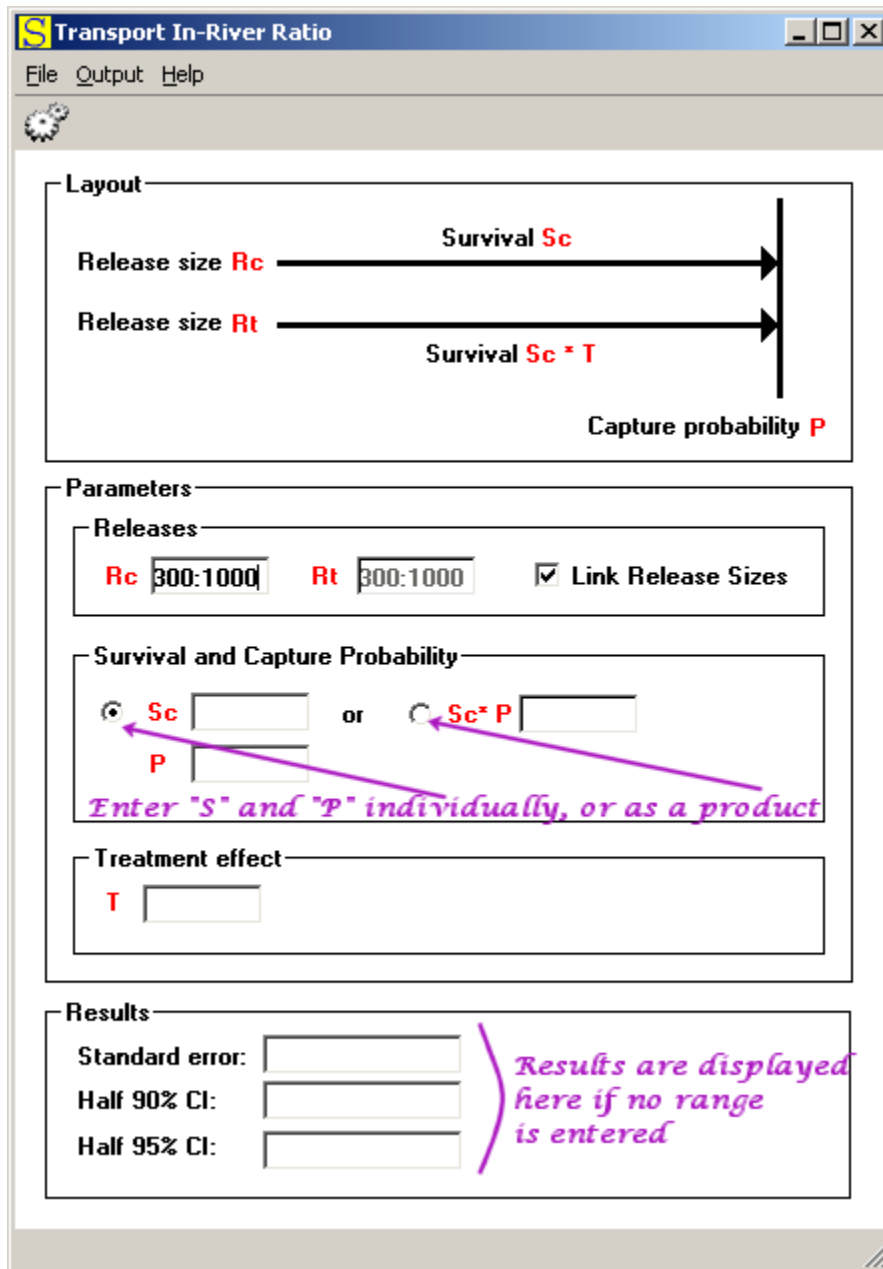 S Transport In-River Ratio
File Output Help
Layout
Survival Sc
Release size Rc
Release size Rt
Survival Sc * T
Capture probability P
Parameters
Releases
Rc 300:1000 Rt 300:1000 Link Release Sizes
Survival and Capture Probability
Sc or Sc* P
P
Enter "S" and "P" individually, or as a product
Treatment effect
T
Results
Standard error:
Half 90% CI:
Half 95% CI:
Results are displayed
here if no range
is entered